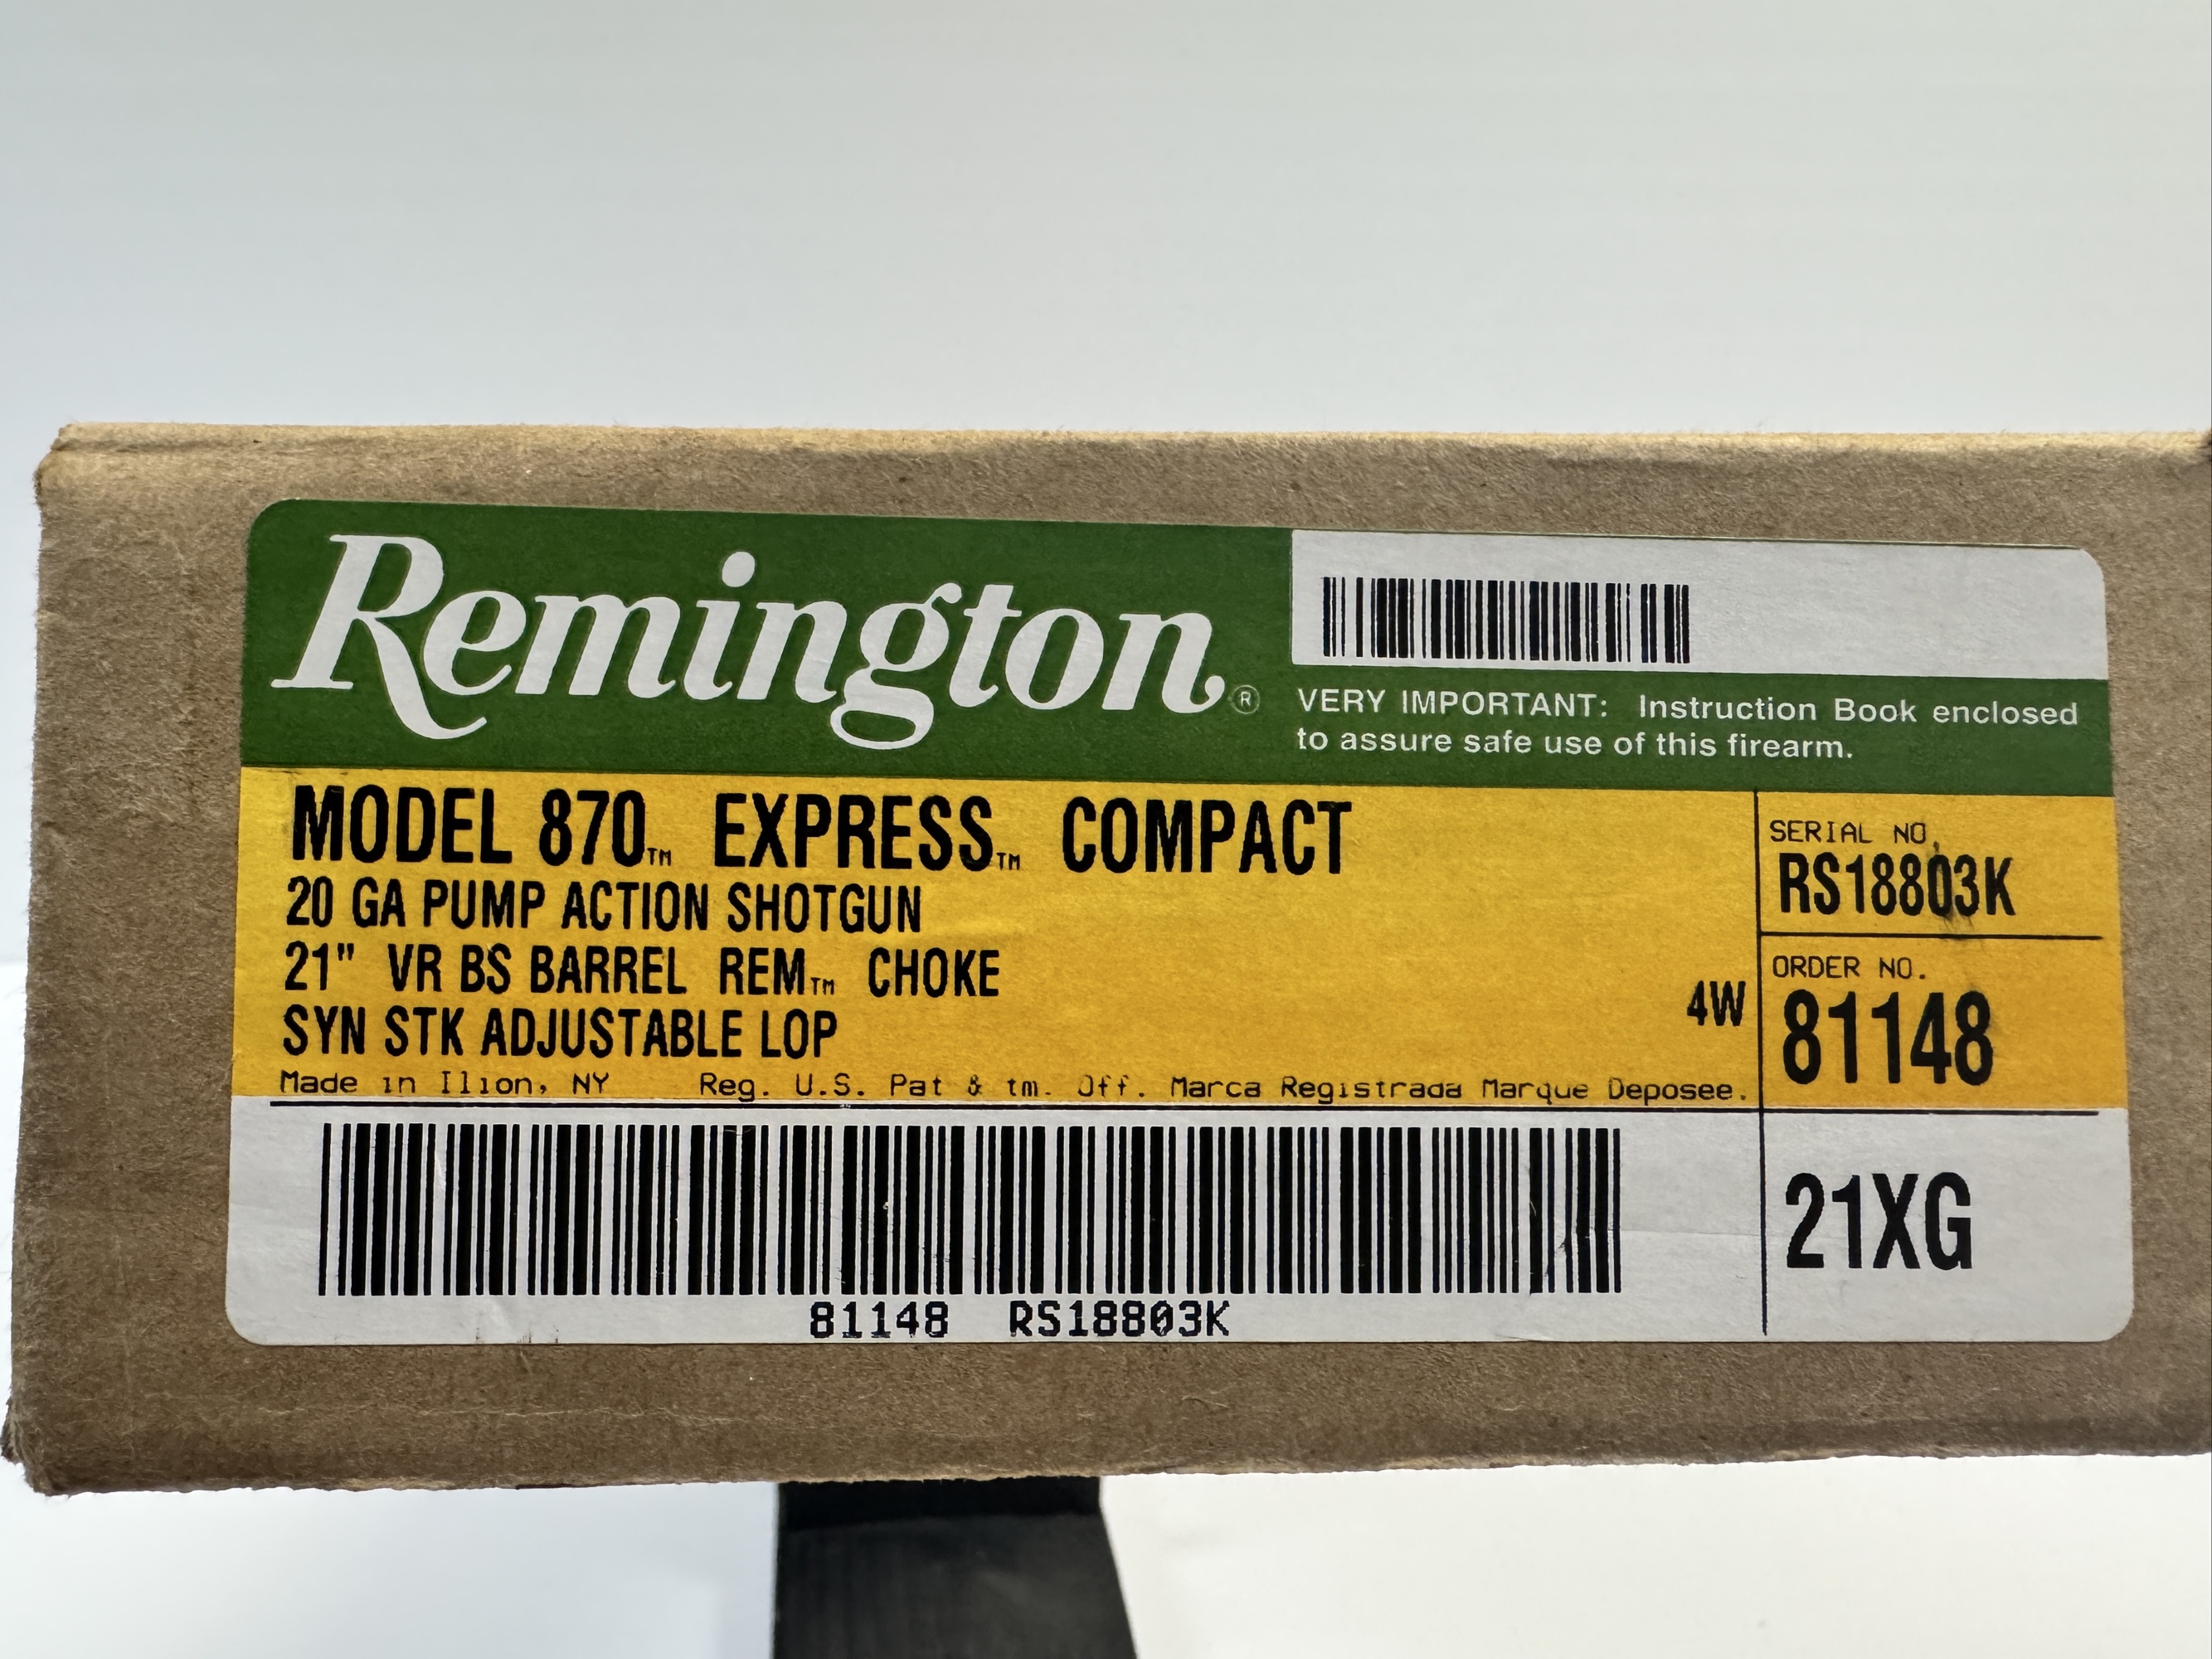 Remington®
VERY IMPORTANT: Instruction Book enclosed
to assure safe use of this firearm.
MODEL 870™ EXPRESS™ COMPACT
20 GA PUMP ACTION SHOTGUN
21" VR BS BARREL REM™ CHOKE
SYN STK ADJUSTABLE LOP
4W
Made in Ilion, NY Reg. U.S. Pat & tm. Off. Marca Registrada Marque Deposee.
SERIAL NO.
RS18803K
ORDER NO.
81148
81148 RS18803K
21XG